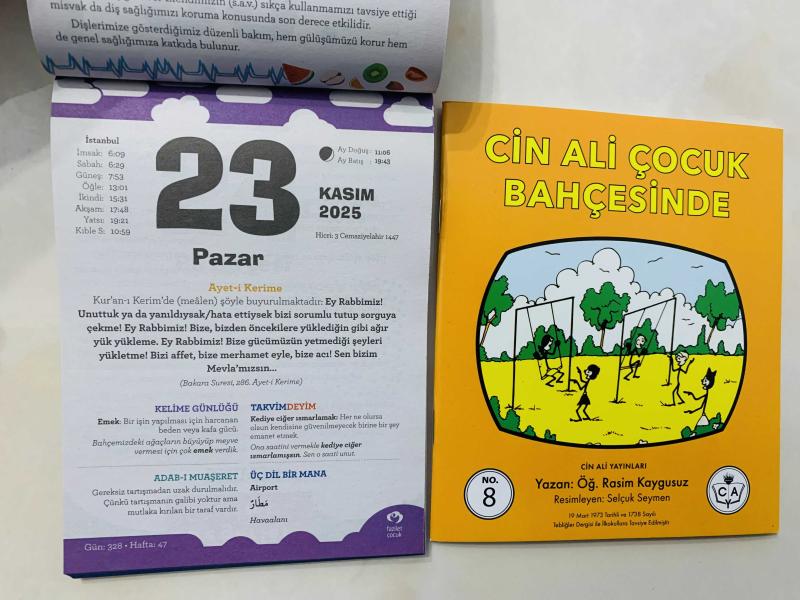 sıkça kullanmamızı tavsiye ettiği
misvak da diş sağlığımızı koruma konusunda son derece etkilidir.
Dişlerimize gösterdiğimiz düzenli bakım, hem gülüşümüzü korur hem
de genel sağlığımıza katkıda bulunur.
İstanbul
İmsak: 6:09
Sabah: 6:29
Güneş: 7:53
Öğle: 13:01
İkindi: 15:31
Akşam: 17:48
Yatsı: 19:21
Kıble S: 10:59
23
Pazar
Ay Doğuş : 11:06
Ay Batış : 19:43
KASIM
2025
Hicri: 3 Cemaziyelahir 1447
Ayet-i Kerime
Kur'an-ı Kerim'de (meâlen) şöyle buyurulmaktadır: Ey Rabbimiz!
Unuttuk ya da yanıldıysak/hata ettiysek bizi sorumlu tutup sorguya
çekme! Ey Rabbimiz! Bize, bizden öncekilere yüklediğin gibi ağır
yük yükleme. Ey Rabbimiz! Bize gücümüzün yetmediği şeyleri
yükletme! Bizi affet, bize merhamet eyle, bize acı! Sen bizim
Mevla'mızsın...
(Bakara Suresi, 286. Ayet-i Kerime)
KELİME GÜNLÜĞÜ
Emek: Bir işin yapılması için harcanan
beden veya kafa gücü.
Bahçemizdeki ağaçların büyüyüp meyve
vermesi için çok emek verdik.
TAKVİMDEYİM
Kediye ciğer ısmarlamak: Her ne olursa
olsun kendisine güvenilmeyecek birine bir şey
emanet etmek.
Ona saatini vermekle kediye ciğer
ısmarlamışsın. Sen o saati unut.
ADAB-I MUAŞERET
Gereksiz tartışmadan uzak durulmalıdır.
Çünkü tartışmanın galibi yoktur ama
mutlaka kırılan bir taraf vardır.
ÜÇ DİL BİR MANA
Airport
مَطَارٌ
Havaalanı
fazilet
çocuk
Gün: 328 • Hafta: 47
CİN ALİ ÇOCUK
BAHÇESİNDE
CİN ALİ YAYINLARI
NO.
8
Yazan: Öğ. Rasim Kaygusuz
Resimleyen: Selçuk Seymen
19 Mart 1973 Tarihli ve 1738 Sayılı
Tebliğler Dergisi ile İlkokullara Tavsiye Edilmiştir
C A